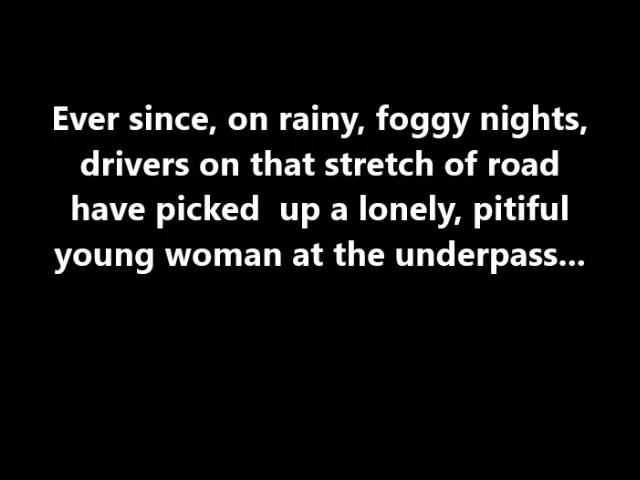 Ever since, on rainy, foggy nights,
drivers on that stretch of road
have picked  up a lonely, pitiful
young woman at the underpass...